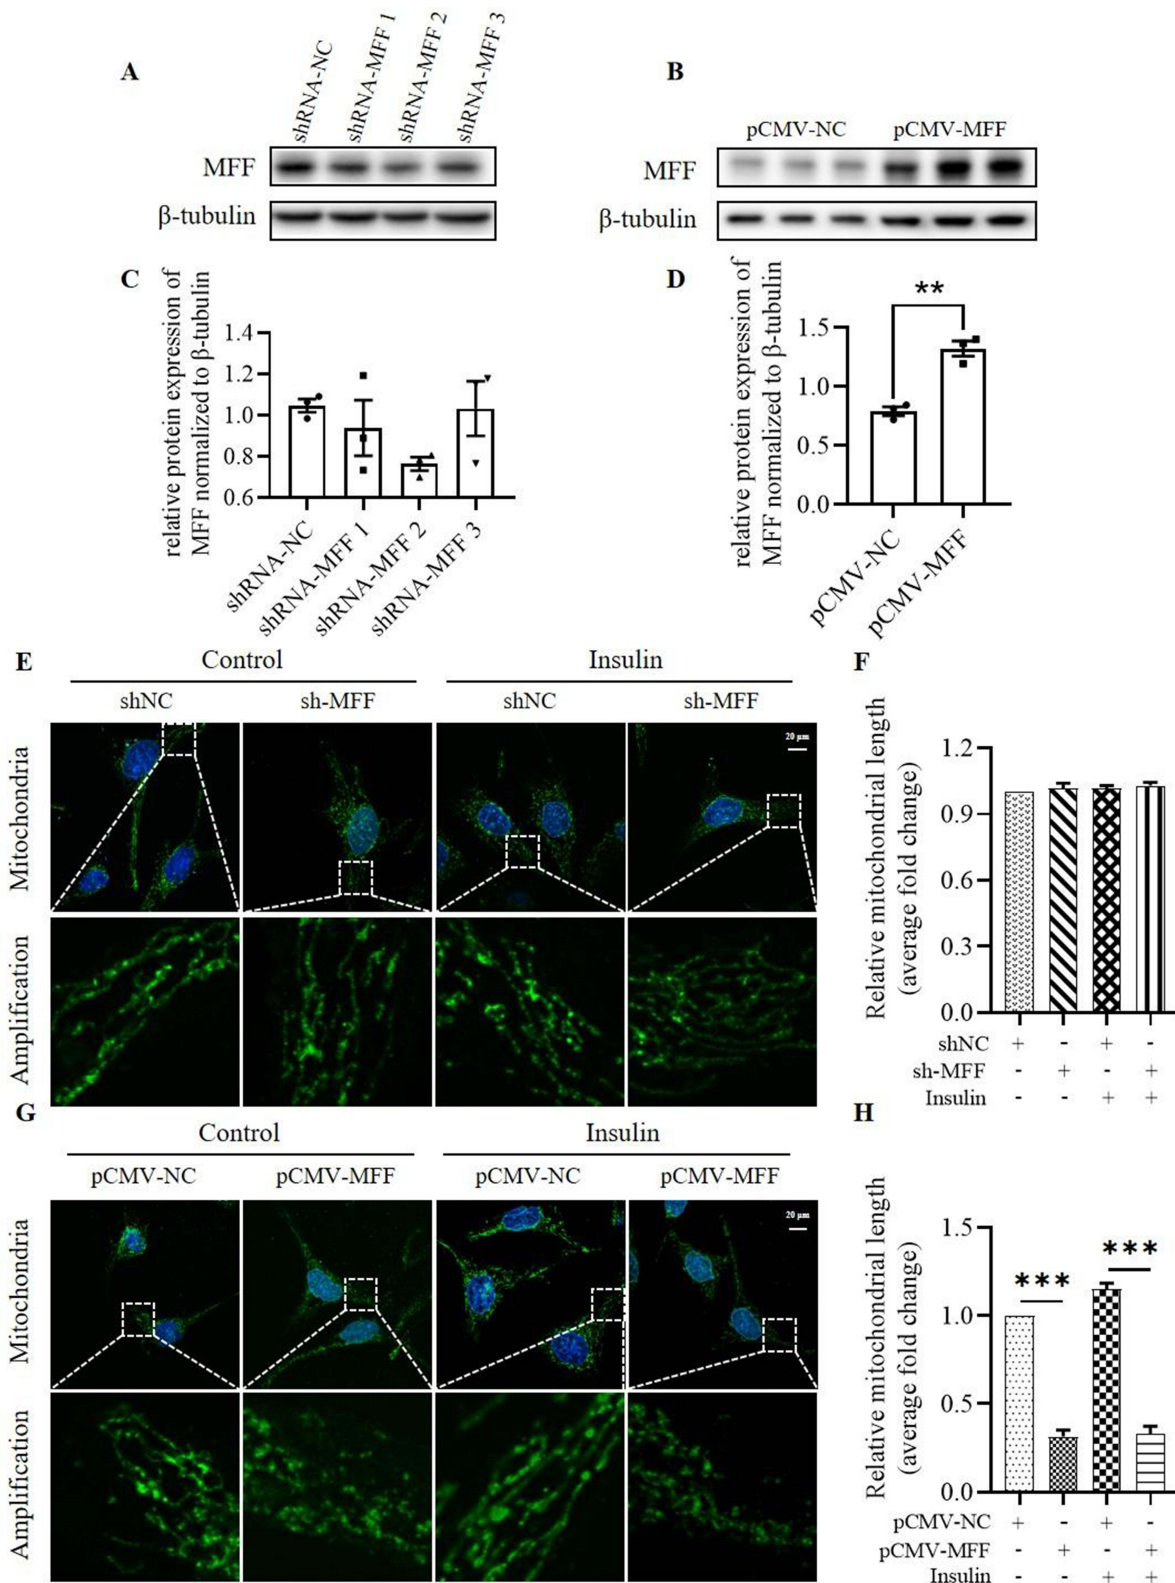 A
shRNA-NC
shRNA-MFF 1
shRNA-MFF 2
shRNA-MFF 3
MFF
β-tubulin
B
pCMV-NC pCMV-MFF
MFF
β-tubulin
C
relative protein expression of
MFF normalized to β-tubulin
1.4
1.2
1.0
0.8
0.6
shRNA-NC
shRNA-MFF 1
shRNA-MFF 2
shRNA-MFF 3
D
relative protein expression of
MFF normalized to β-tubulin
**
1.5
1.0
0.5
0.0
pCMV-NC
pCMV-MFF
E
Control Insulin
shNC sh-MFF shNC sh-MFF
Mitochondria
20 μm
Amplification
F
Relative mitochondrial length
(average fold change)
1.2
0.9
0.6
0.3
0.0
shNC + - + -
sh-MFF - + - +
Insulin - - + +
G
Control Insulin
pCMV-NC pCMV-MFF pCMV-NC pCMV-MFF
Mitochondria
20 μm
Amplification
H
Relative mitochondrial length
(average fold change)
1.5
1.0
0.5
0.0
*** ***
pCMV-NC + - + -
pCMV-MFF - + - +
Insulin - - + +